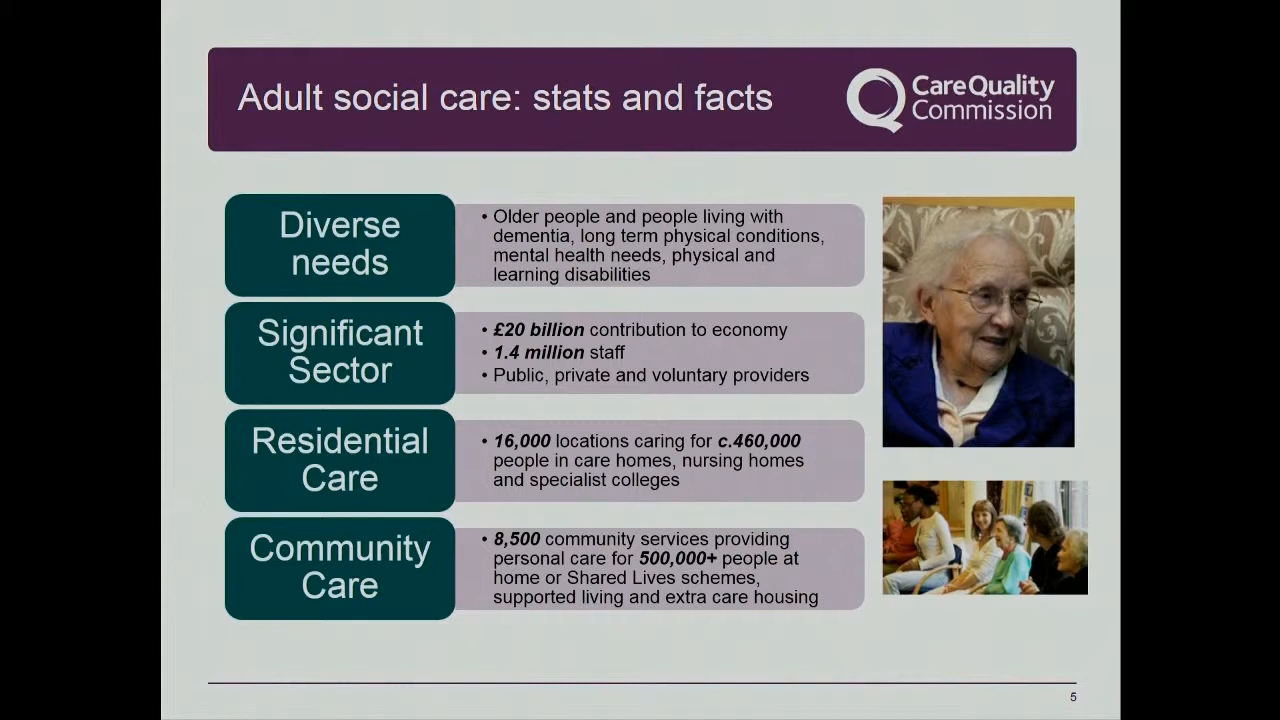 Adult social care: stats and facts
CareQuality
Commission
Diverse
needs
• Older people and people living with
dementia, long term physical conditions,
mental health needs, physical and
learning disabilities
Significant
Sector
• £20 billion contribution to economy
• 1.4 million staff
• Public, private and voluntary providers
Residential
Care
• 16,000 locations caring for c.460,000
people in care homes, nursing homes
and specialist colleges
Community
Care
• 8,500 community services providing
personal care for 500,000+ people at
home or Shared Lives schemes,
supported living and extra care housing
5